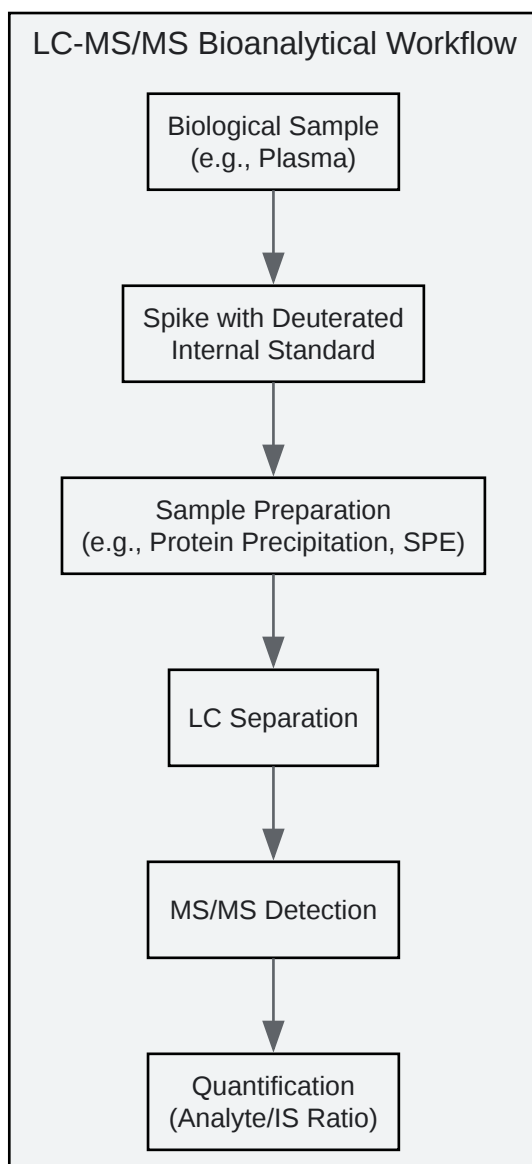 LC-MS/MS Bioanalytical Workflow
Biological Sample
(e.g., Plasma)
Spike with Deuterated
Internal Standard
Sample Preparation
(e.g., Protein Precipitation, SPE)
LC Separation
MS/MS Detection
Quantification
(Analyte/IS Ratio)